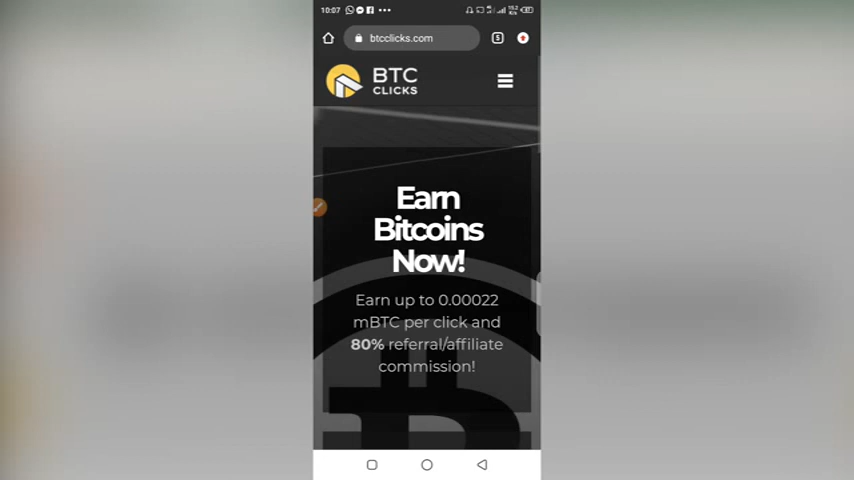 10:07
5
btcclicks.com
BTC
CLICKS
Earn
Bitcoins
Now!
Earn up to 0.00022
mBTC per click and
80% referral/affiliate
commission!